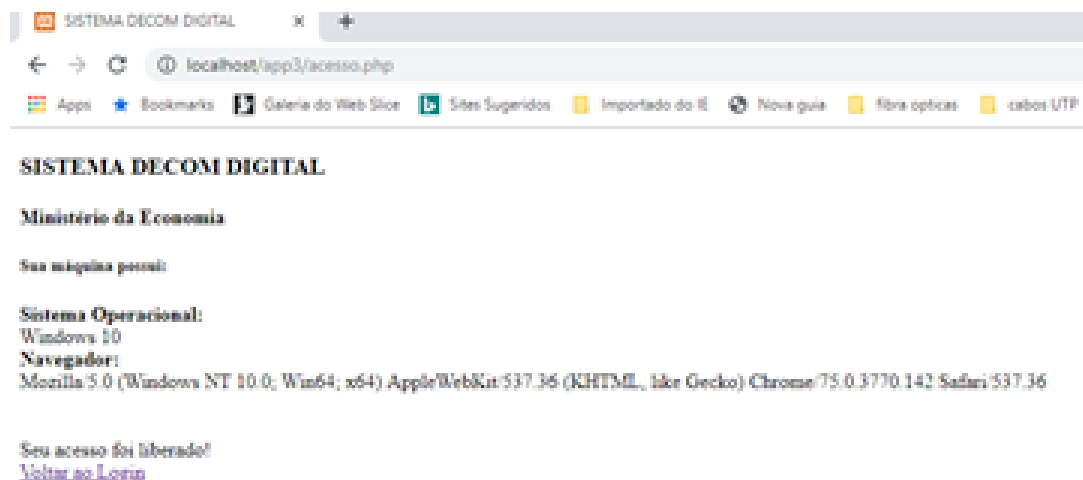 SISTEMA DECOM DIGITAL
localhost/app3/acesso.php
Apps Bookmarks Galeria do Web Slice Sites Sugeridos Importado do IE Nova guia fibra opticas cabos UTP
SISTEMA DECOM DIGITAL
Ministério da Economia
Sua máquina possui:
Sistema Operacional:
Windows 10
Navegador:
Mozilla/5.0 (Windows NT 10.0; Win64; x64) AppleWebKit/537.36 (KHTML, like Gecko) Chrome/75.0.3770.142 Safari/537.36
Seu acesso foi liberado!
Voltar ao Login